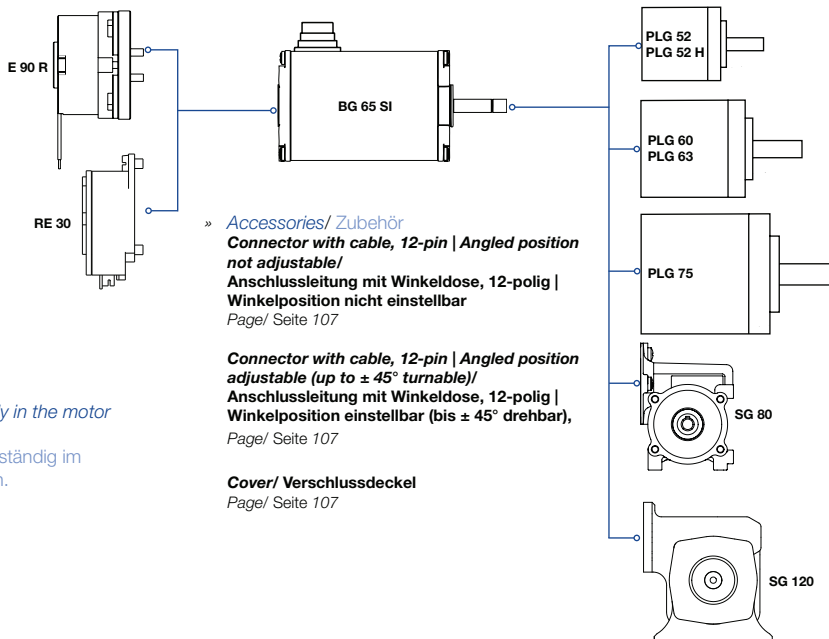 E 90 R
RE 30
BG 65 SI
PLG 52
PLG 52 H
PLG 60
PLG 63
PLG 75
SG 80
SG 120
» Accessories/ Zubehör
Connector with cable, 12-pin | Angled position
not adjustable/
Anschlussleitung mit Winkeldose, 12-polig |
Winkelposition nicht einstellbar
Page/ Seite 107
Connector with cable, 12-pin | Angled position
adjustable (up to ± 45° turnable)/
Anschlussleitung mit Winkeldose, 12-polig |
Winkelposition einstellbar (bis ± 45° drehbar),
Page/ Seite 107
Cover/ Verschlussdeckel
Page/ Seite 107
y in the motor
ständig im